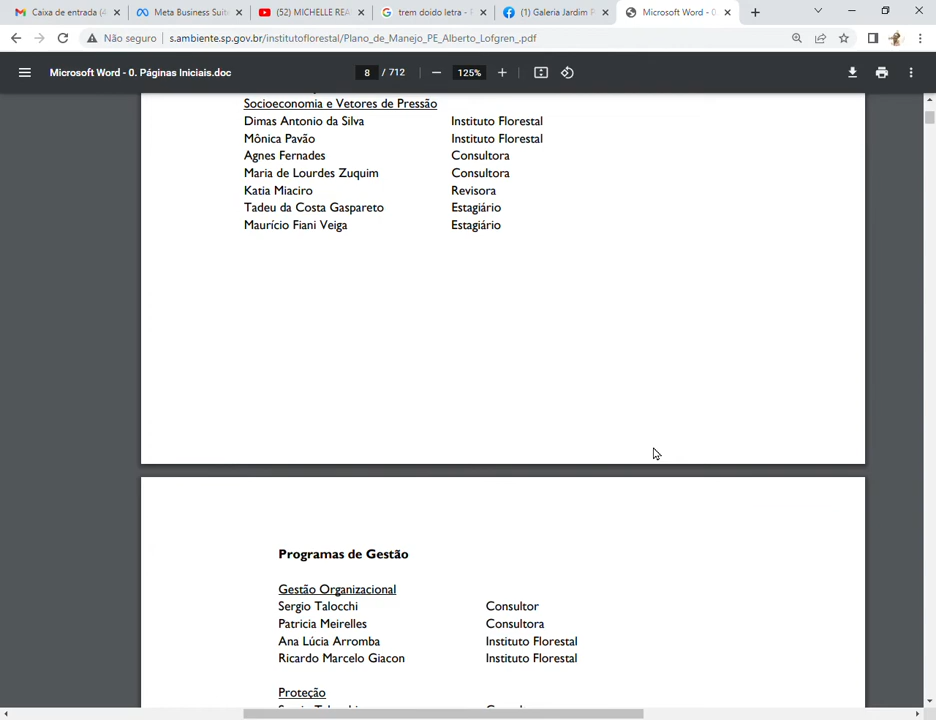 Caixa de entrada (4
Meta Business Suit
(52) MICHELLE REA
trem doido letra -
(1) Galeria Jardim P
Microsoft Word - 0
Não seguro
s.ambiente.sp.gov.br/institutoflorestal/Plano_de_Manejo_PE_Alberto_Lofgren_.pdf
Microsoft Word - 0. Páginas Iniciais.doc
8 / 712
125%
Socioeconomia e Vetores de Pressão
Dimas Antonio da Silva Instituto Florestal
Mônica Pavão Instituto Florestal
Agnes Fernades Consultora
Maria de Lourdes Zuquim Consultora
Katia Miaciro Revisora
Tadeu da Costa Gaspareto Estagiário
Maurício Fiani Veiga Estagiário
Programas de Gestão
Gestão Organizacional
Sergio Talocchi Consultor
Patricia Meirelles Consultora
Ana Lúcia Arromba Instituto Florestal
Ricardo Marcelo Giacon Instituto Florestal
Proteção